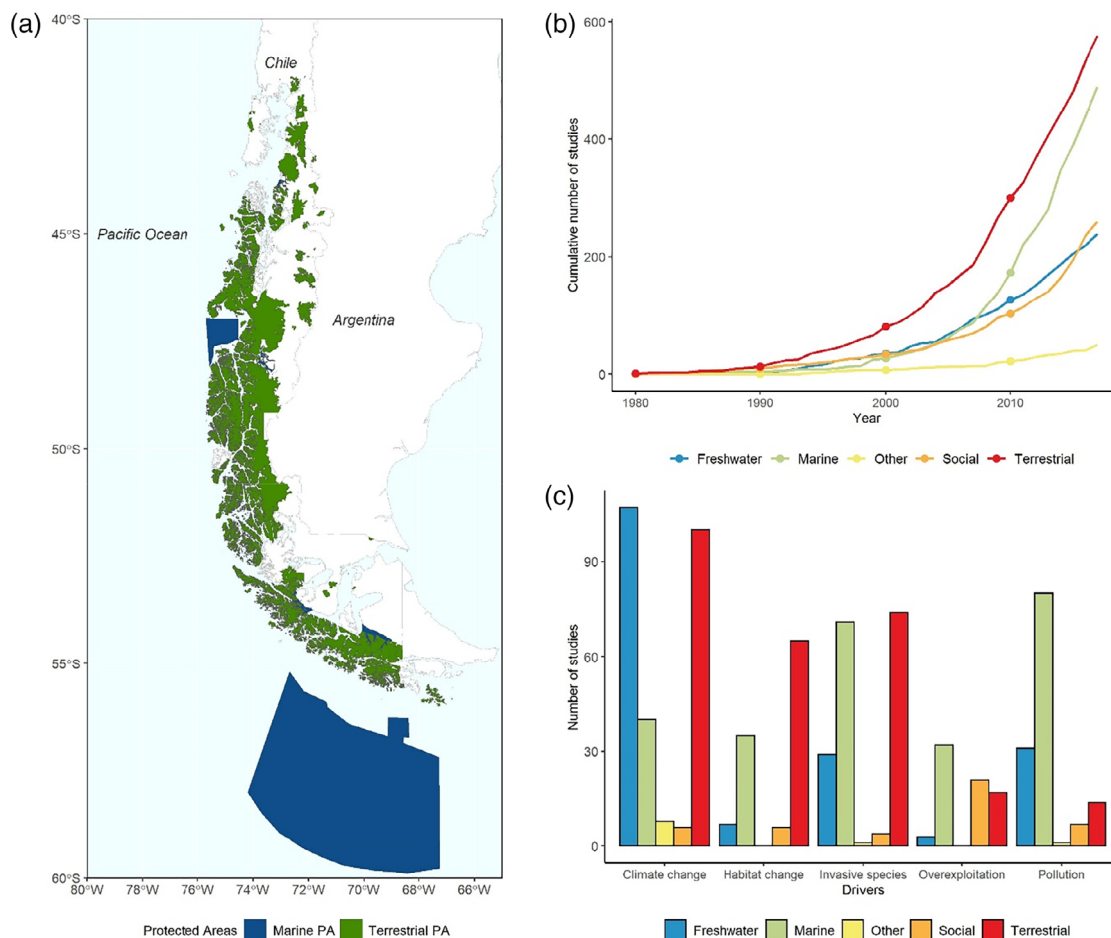 (a)
40°S
45°S
50°S
55°S
60°S
80°W 78°W 76°W 74°W 72°W 70°W 68°W 66°W
Chile
Pacific Ocean
Argentina
Protected Areas Marine PA Terrestrial PA
(b)
Cumulative number of studies
600
400
200
0
1980 1990 2000 2010
Year
Freshwater Marine Other Social Terrestrial
(c)
Number of studies
90
60
30
0
Climate change Habitat change Invasive species Overexploitation Pollution
Drivers
Freshwater Marine Other Social Terrestrial